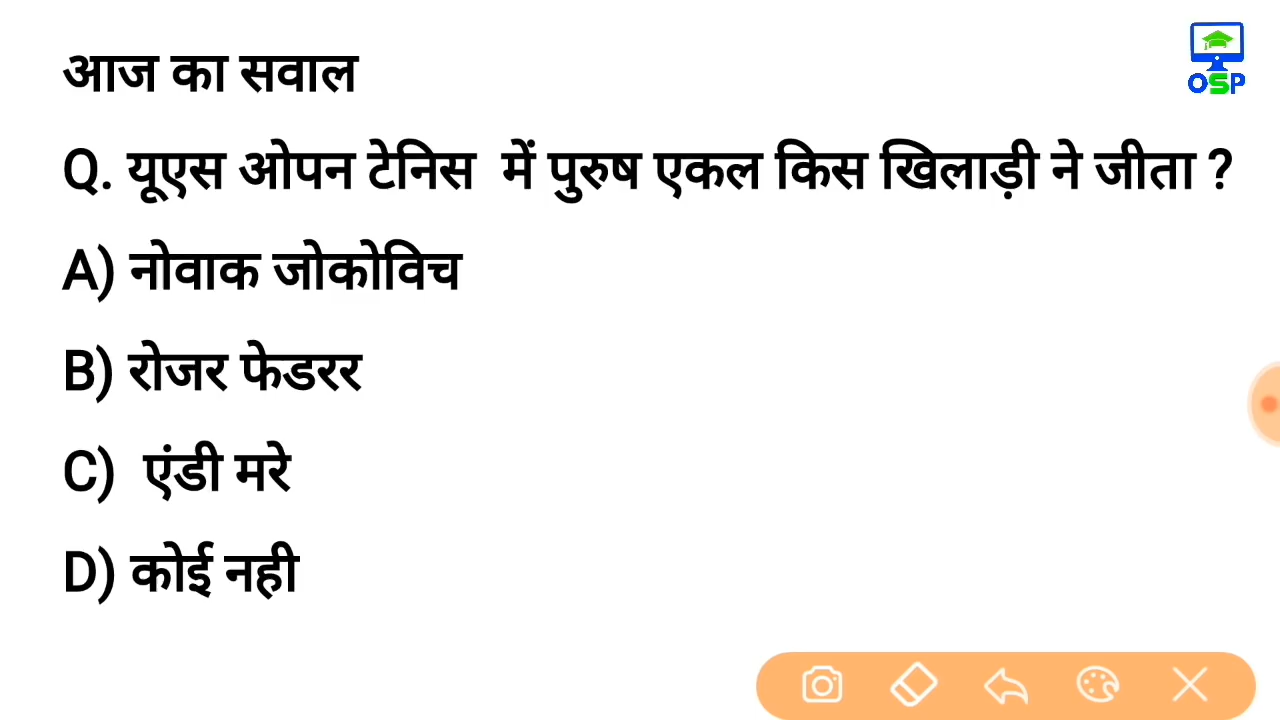 आज का सवाल
OSP
Q. यूएस ओपन टेनिस में पुरुष एकल किस खिलाड़ी ने जीता ?
A) नोवाक जोकोविच
B) रोजर फेडरर
C) एंडी मरे
D) कोई नही